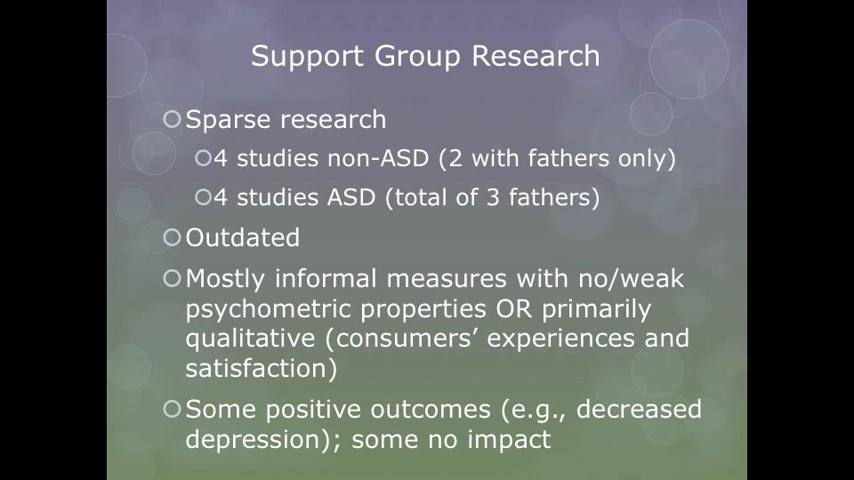 Support Group Research
Sparse research
4 studies non-ASD (2 with fathers only)
4 studies ASD (total of 3 fathers)
Outdated
Mostly informal measures with no/weak
psychometric properties OR primarily
qualitative (consumers’ experiences and
satisfaction)
Some positive outcomes (e.g., decreased
depression); some no impact